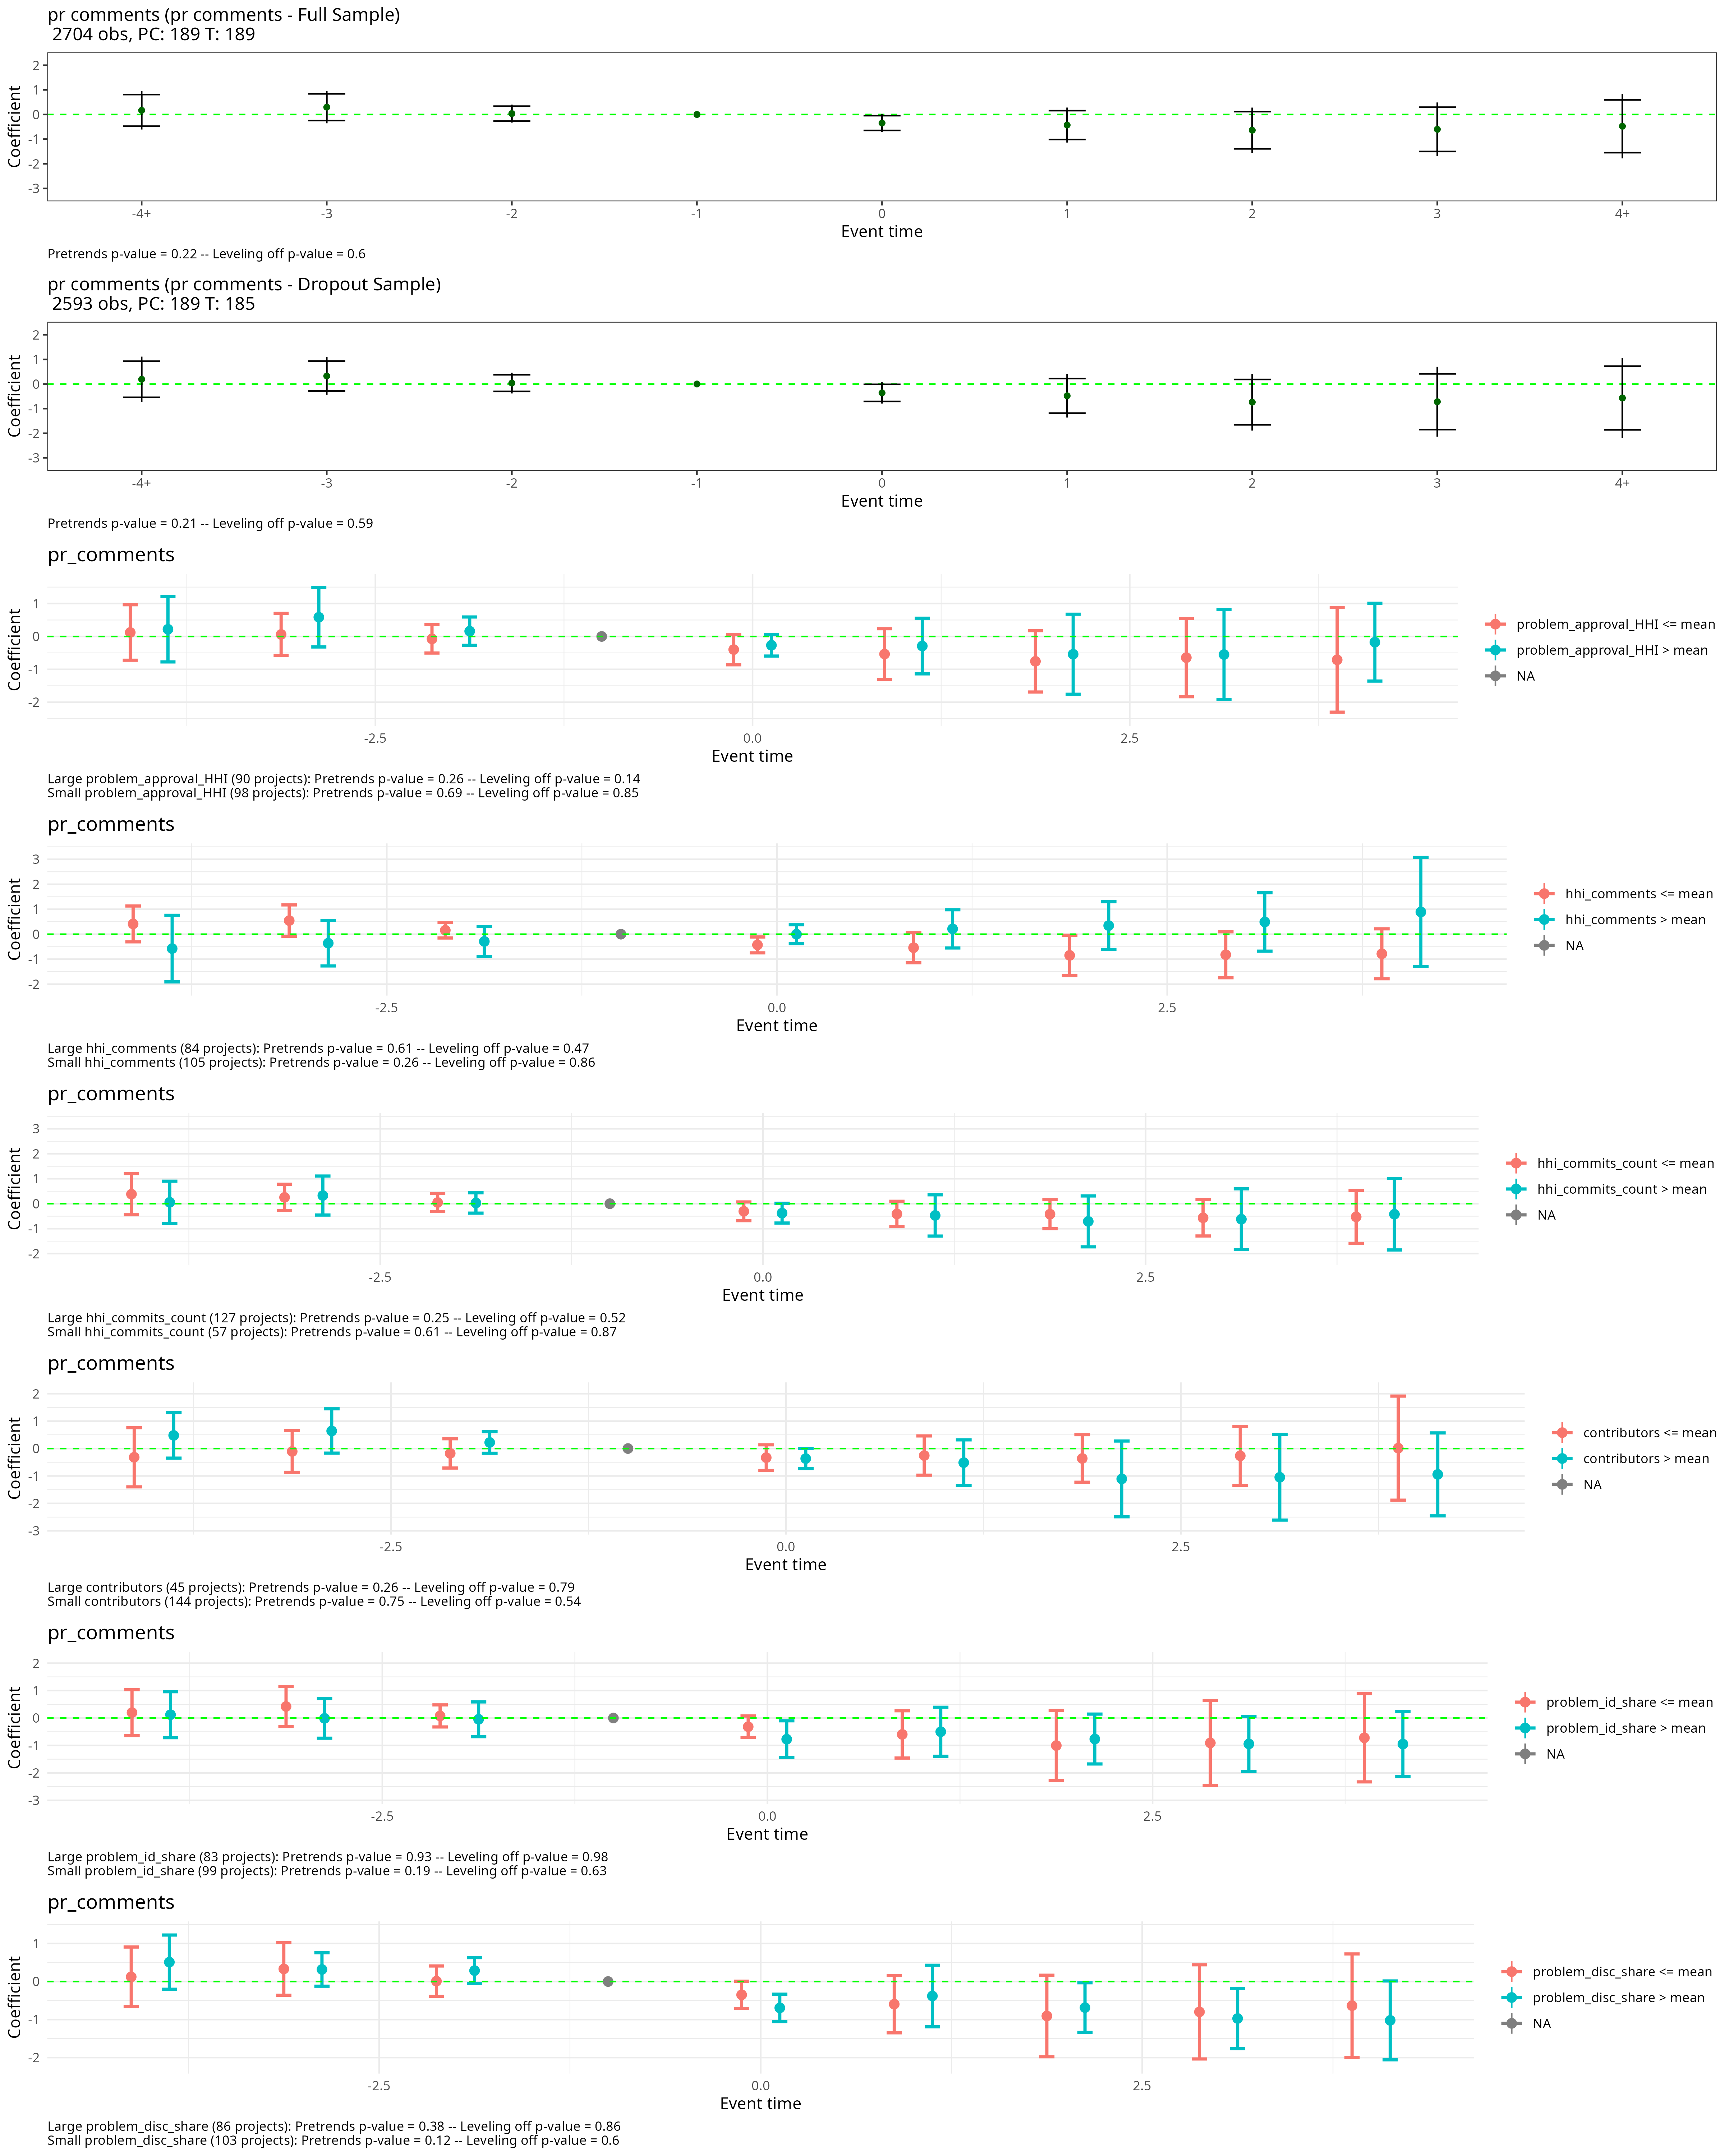 pr comments (pr comments - Full Sample)
2704 obs, PC: 189 T: 189
Coefficient
2
1
0
-1
-2
-3
-4+ -3 -2 -1 0 1 2 3 4+
Event time
Pretrends p-value = 0.22 -- Leveling off p-value = 0.6
pr comments (pr comments - Dropout Sample)
2593 obs, PC: 189 T: 185
Coefficient
2
1
0
-1
-2
-3
-4+ -3 -2 -1 0 1 2 3 4+
Event time
Pretrends p-value = 0.21 -- Leveling off p-value = 0.59
pr_comments
Coefficient
1
0
-1
-2
-2.5 0.0 2.5
Event time
problem_approval_HHI <= mean
problem_approval_HHI > mean
NA
Large problem_approval_HHI (90 projects): Pretrends p-value = 0.26 -- Leveling off p-value = 0.14
Small problem_approval_HHI (98 projects): Pretrends p-value = 0.69 -- Leveling off p-value = 0.85
pr_comments
Coefficient
3
2
1
0
-1
-2
-2.5 0.0 2.5
Event time
hhi_comments <= mean
hhi_comments > mean
NA
Large hhi_comments (84 projects): Pretrends p-value = 0.61 -- Leveling off p-value = 0.47
Small hhi_comments (105 projects): Pretrends p-value = 0.26 -- Leveling off p-value = 0.86
pr_comments
Coefficient
3
2
1
0
-1
-2
-2.5 0.0 2.5
Event time
hhi_commits_count <= mean
hhi_commits_count > mean
NA
Large hhi_commits_count (127 projects): Pretrends p-value = 0.25 -- Leveling off p-value = 0.52
Small hhi_commits_count (57 projects): Pretrends p-value = 0.61 -- Leveling off p-value = 0.87
pr_comments
Coefficient
2
1
0
-1
-2
-3
-2.5 0.0 2.5
Event time
contributors <= mean
contributors > mean
NA
Large contributors (45 projects): Pretrends p-value = 0.26 -- Leveling off p-value = 0.79
Small contributors (144 projects): Pretrends p-value = 0.75 -- Leveling off p-value = 0.54
pr_comments
Coefficient
2
1
0
-1
-2
-3
-2.5 0.0 2.5
Event time
problem_id_share <= mean
problem_id_share > mean
NA
Large problem_id_share (83 projects): Pretrends p-value = 0.93 -- Leveling off p-value = 0.98
Small problem_id_share (99 projects): Pretrends p-value = 0.19 -- Leveling off p-value = 0.63
pr_comments
Coefficient
1
0
-1
-2
-2.5 0.0 2.5
Event time
problem_disc_share <= mean
problem_disc_share > mean
NA
Large problem_disc_share (86 projects): Pretrends p-value = 0.38 -- Leveling off p-value = 0.86
Small problem_disc_share (103 projects): Pretrends p-value = 0.12 -- Leveling off p-value = 0.6